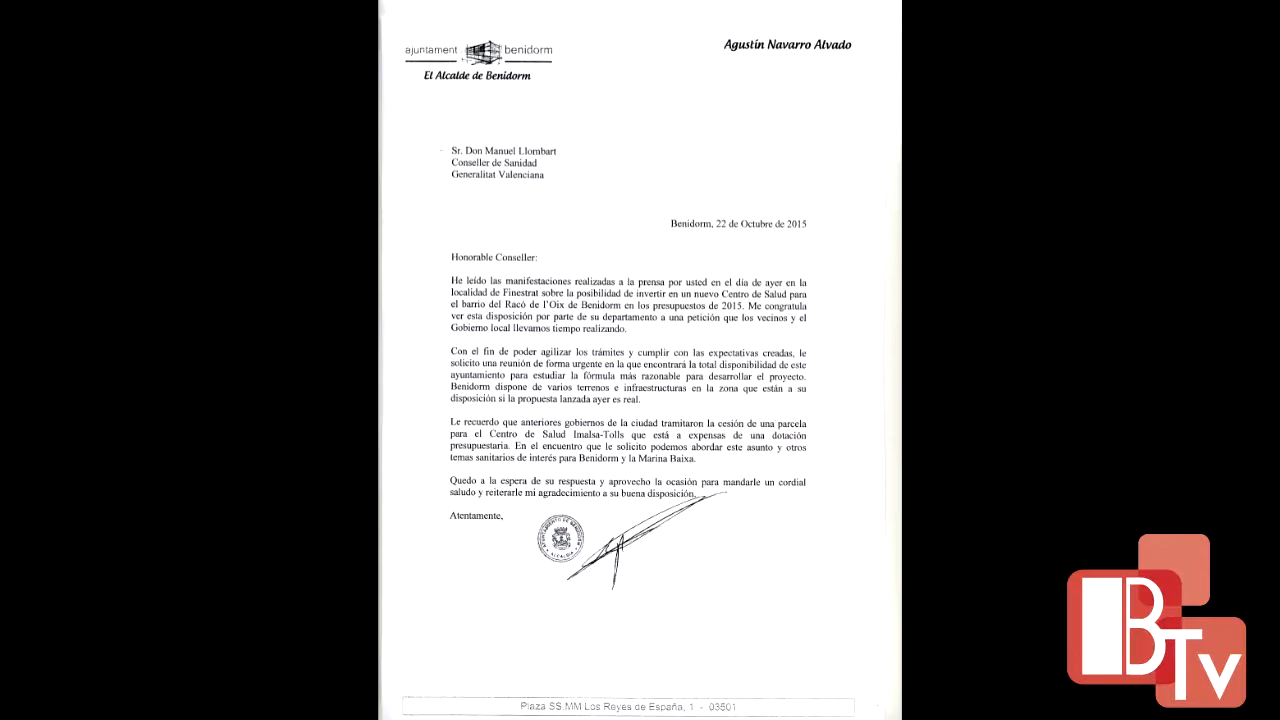 ajuntament benidorm
El Alcalde de Benidorm
Agustín Navarro Alvado
Sr. Don Manuel Llombart
Conseller de Sanidad
Generalitat Valenciana
Benidorm, 22 de Octubre de 2015
Honorable Conseller:
He leído las manifestaciones realizadas a la prensa por usted en el día de ayer en la
localidad de Finestrat sobre la posibilidad de invertir en un nuevo Centro de Salud para
el barrio del Racó de l'Oix de Benidorm en los presupuestos de 2015. Me congratula
ver esta disposición por parte de su departamento a una petición que los vecinos y el
Gobierno local llevamos tiempo realizando.
Con el fin de poder agilizar los trámites y cumplir con las expectativas creadas, le
solicito una reunión de forma urgente en la que encontrará la total disponibilidad de este
ayuntamiento para estudiar la fórmula más razonable para desarrollar el proyecto.
Benidorm dispone de varios terrenos e infraestructuras en la zona que están a su
disposición si la propuesta lanzada ayer es real.
Le recuerdo que anteriores gobiernos de la ciudad tramitaron la cesión de una parcela
para el Centro de Salud Imalsa-Tolls que está a expensas de una dotación
presupuestaria. En el encuentro que le solicito podemos abordar este asunto y otros
temas sanitarios de interés para Benidorm y la Marina Baixa.
Quedo a la espera de su respuesta y aprovecho la ocasión para mandarle un cordial
saludo y reiterarle mi agradecimiento a su buena disposición.
Atentamente,
AYUNTAMIENTO DE BENIDORM
ALCALDIA
Plaza SS.MM Los Reyes de España, 1 - 03501
BTv